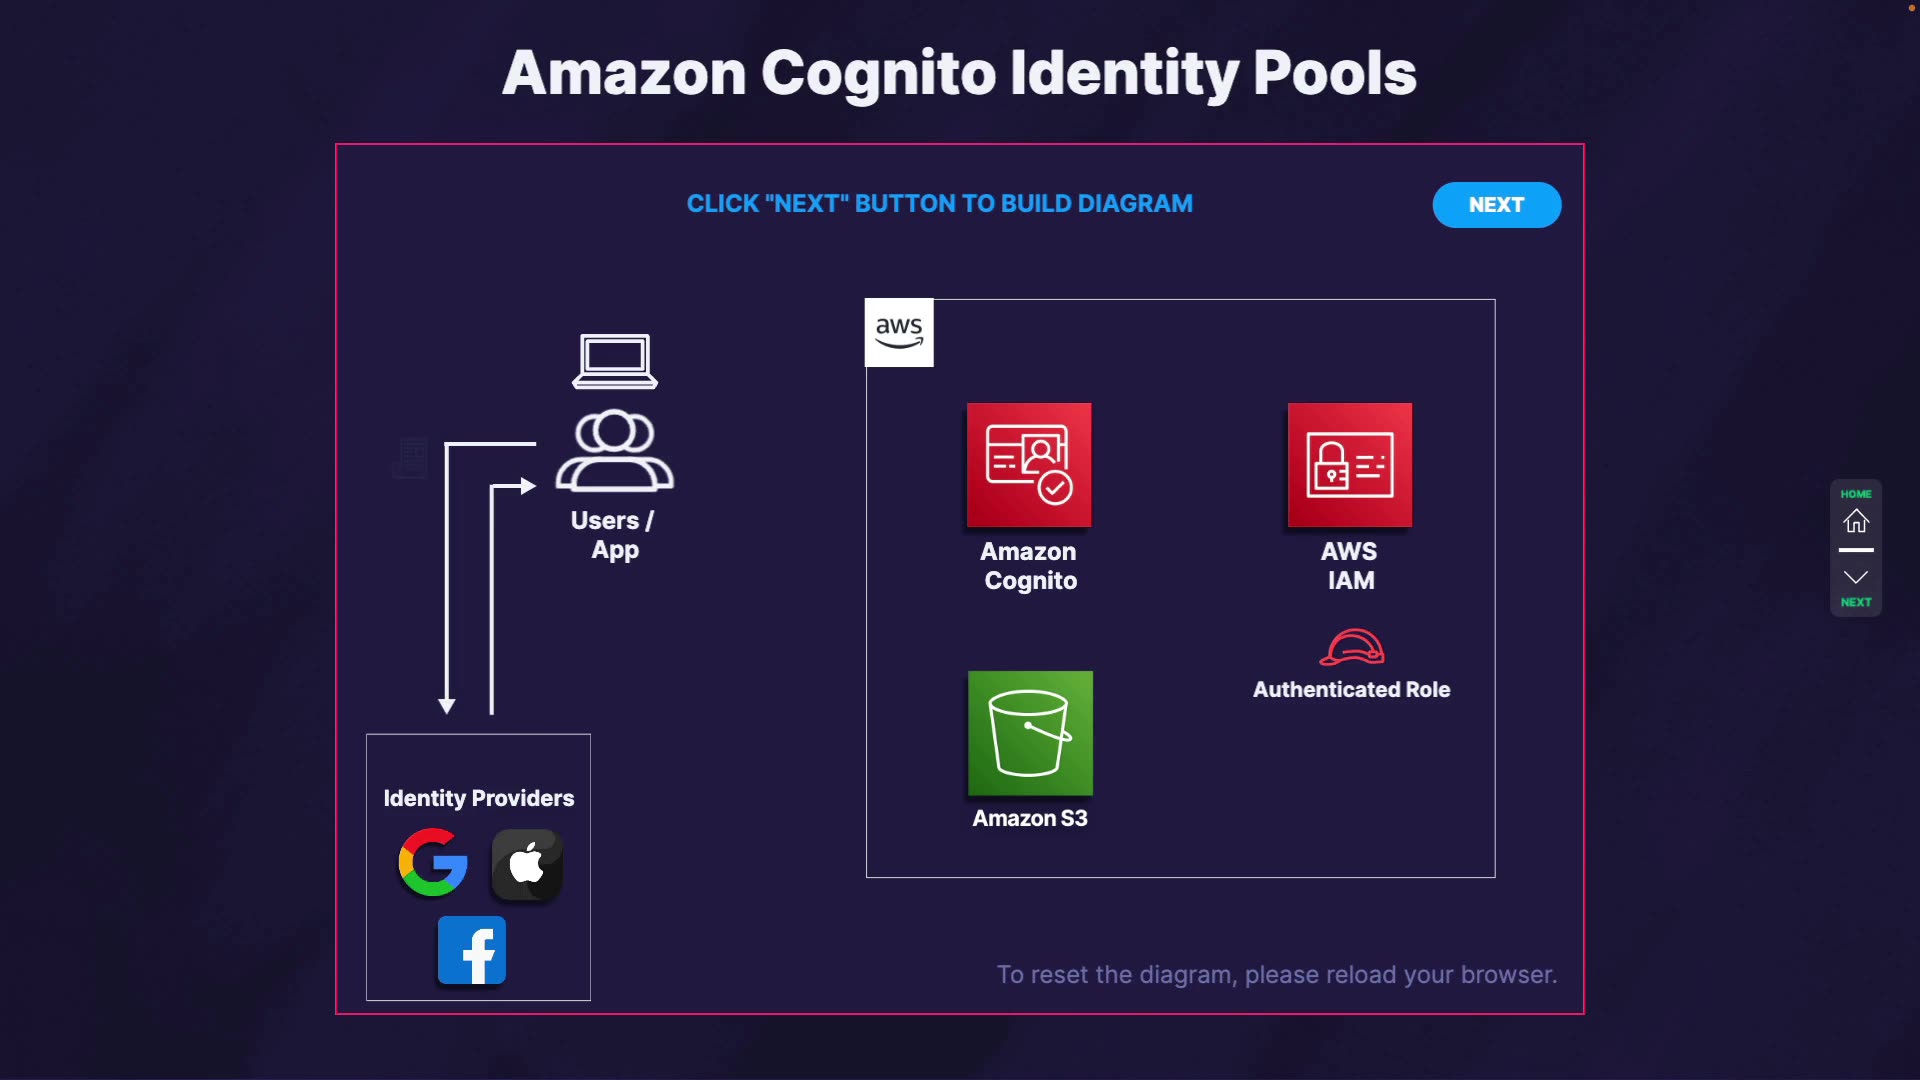 Amazon Cognito Identity Pools
CLICK "NEXT" BUTTON TO BUILD DIAGRAM
NEXT
aws
Users /
App
Amazon
Cognito
AWS
IAM
Authenticated Role
Amazon S3
Identity Providers
To reset the diagram, please reload your browser.
HOME
NEXT